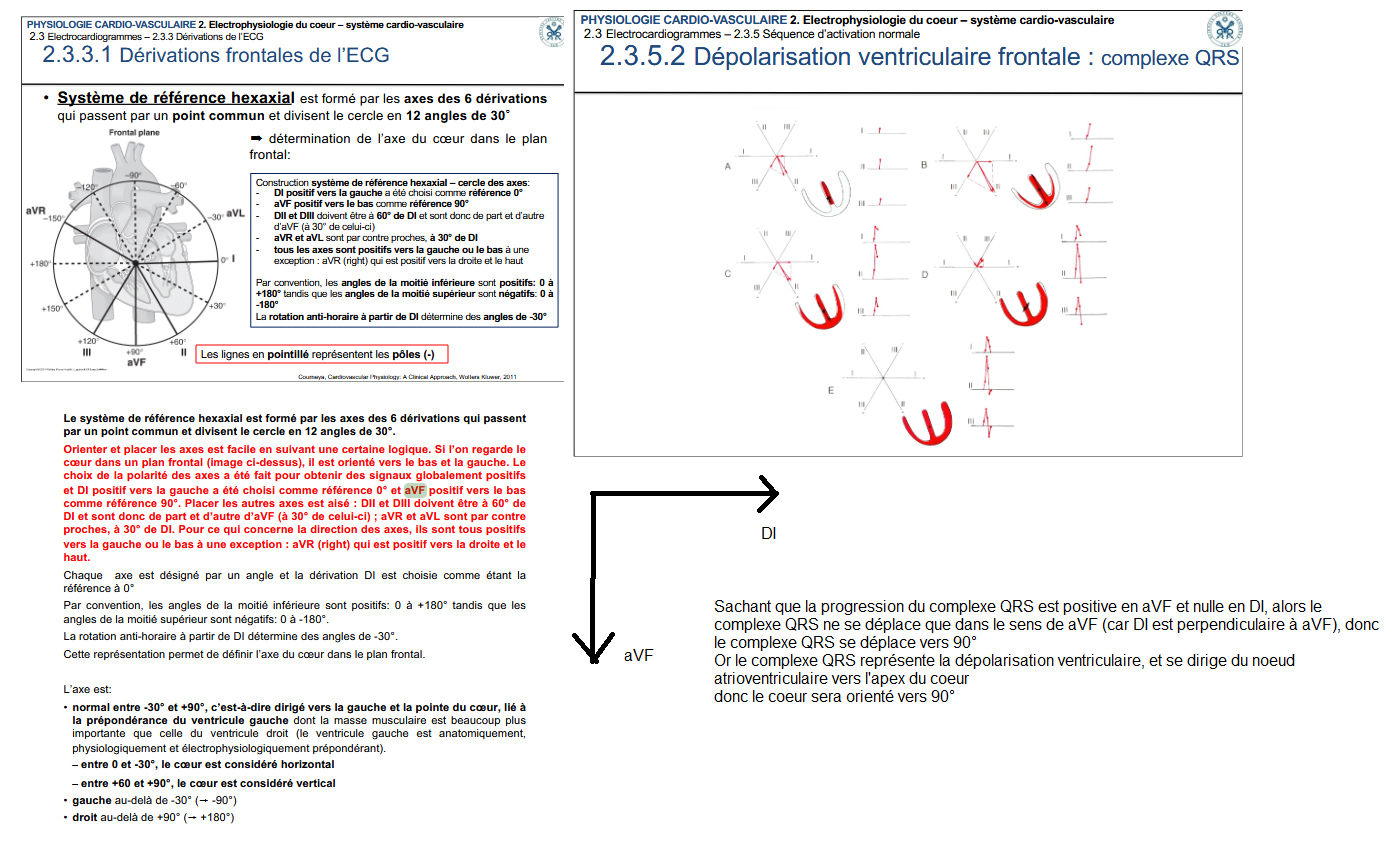 PHYSIOLOGIE CARDIO-VASCULAIRE 2. Electrophysiologie du coeur – système cardio-vasculaire
2.3 Electrocardiogrammes – 2.3.3 Dérivations de l'ECG
2.3.3.1 Dérivations frontales de l'ECG
• Système de référence hexaxial est formé par les axes des 6 dérivations
qui passent par un point commun et divisent le cercle en 12 angles de 30°
Frontal plane
➨ détermination de l'axe du cœur dans le plan
frontal:
-120°
-90°
-60°
aVR
-150°
-30°
aVL
+180°
0° I
+150°
+30°
+120°
III
+90°
aVF
+60°
II
Construction système de référence hexaxial – cercle des axes:
- DI positif vers la gauche a été choisi comme référence 0°
- aVF positif vers le bas comme référence 90°
- DII et DIII doivent être à 60° de DI et sont donc de part et d'autre
d'aVF (à 30° de celui-ci)
- aVR et aVL sont par contre proches, à 30° de DI
- tous les axes sont positifs vers la gauche ou le bas à une
exception : aVR (right) qui est positif vers la droite et le haut
Par convention, les angles de la moitié inférieure sont positifs: 0 à
+180° tandis que les angles de la moitié supérieur sont négatifs: 0 à
-180°
La rotation anti-horaire à partir de DI détermine des angles de -30°
Les lignes en pointillé représentent les pôles (-)
Cardiovascular Physiology: A Clinical Approach, Wolters Kluwer, 2011
Le système de référence hexaxial est formé par les axes des 6 dérivations qui passent
par un point commun et divisent le cercle en 12 angles de 30°.
Orienter et placer les axes est facile en suivant une certaine logique. Si l'on regarde le
cœur dans un plan frontal (image ci-dessus), il est orienté vers le bas et la gauche. Le
choix de la polarité des axes a été fait pour obtenir des signaux globalement positifs
et DI positif vers la gauche a été choisi comme référence 0° et aVF positif vers le bas
comme référence 90°. Placer les autres axes est aisé : DII et DIII doivent être à 60° de
DI et sont donc de part et d'autre d'aVF (à 30° de celui-ci) ; aVR et aVL sont par contre
proches, à 30° de DI. Pour ce qui concerne la direction des axes, ils sont tous positifs
vers la gauche ou le bas à une exception : aVR (right) qui est positif vers la droite et le
haut.
Chaque axe est désigné par un angle et la dérivation DI est choisie comme étant la
référence à 0°
Par convention, les angles de la moitié inférieure sont positifs: 0 à +180° tandis que les
angles de la moitié supérieur sont négatifs: 0 à -180°.
La rotation anti-horaire à partir de DI détermine des angles de -30°.
Cette représentation permet de définir l'axe du cœur dans le plan frontal.
L'axe est:
• normal entre -30° et +90°, c'est-à-dire dirigé vers la gauche et la pointe du cœur, lié à
la prépondérance du ventricule gauche dont la masse musculaire est beaucoup plus
importante que celle du ventricule droit (le ventricule gauche est anatomiquement,
physiologiquement et électrophysiologiquement prépondérant).
– entre 0 et -30°, le cœur est considéré horizontal
– entre +60 et +90°, le cœur est considéré vertical
• gauche au-delà de -30° (→ -90°)
• droit au-delà de +90° (→ +180°)
PHYSIOLOGIE CARDIO-VASCULAIRE 2. Electrophysiologie du coeur – système cardio-vasculaire
2.3 Electrocardiogrammes – 2.3.5 Séquence d'activation normale
2.3.5.2 Dépolarisation ventriculaire frontale : complexe QRS
II III
I I
A
III II
I
II
III
II III
I I
B
III II
I
II
III
II III
I I
C
III II
I
II
III
II III
I I
D
III II
I
II
III
II III
I I
E
III II
I
II
III
DI
aVF
Sachant que la progression du complexe QRS est positive en aVF et nulle en DI, alors le
complexe QRS ne se déplace que dans le sens de aVF (car DI est perpendiculaire à aVF), donc
le complexe QRS se déplace vers 90°
Or le complexe QRS représente la dépolarisation ventriculaire, et se dirige du noeud
atrioventriculaire vers l'apex du coeur
donc le coeur sera orienté vers 90°